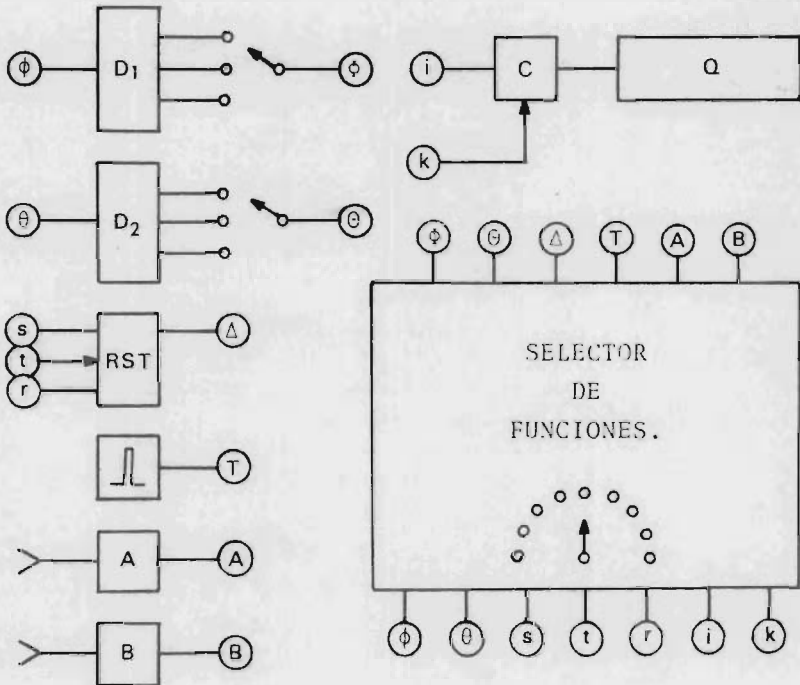 ϕ D1 ϕ
i C Q
k
θ D2 Θ
Φ Θ Δ T A B
s Δ
t RST
r
SELECTOR
DE
FUNCIONES.
T
A A
B B
ϕ θ s t r i k